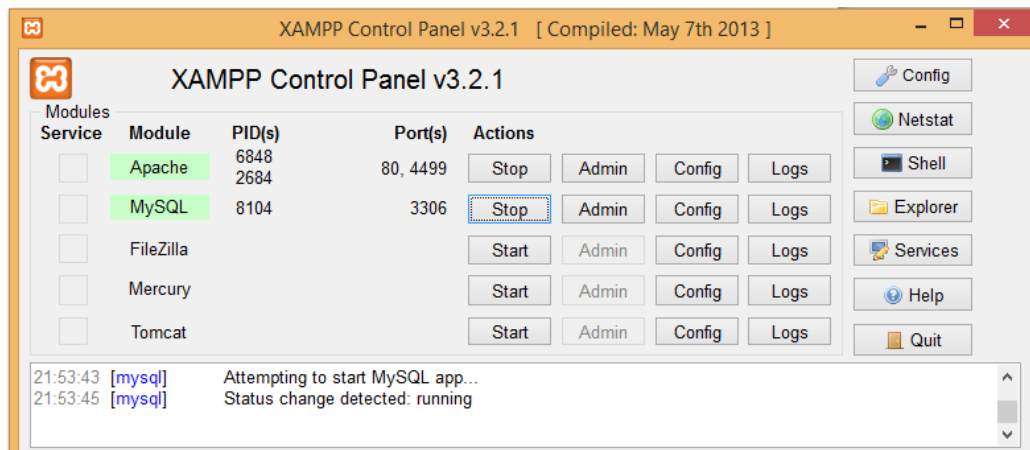 XAMPP Control Panel v3.2.1 [ Compiled: May 7th 2013 ]
XAMPP Control Panel v3.2.1
Config
Modules
Service Module PID(s) Port(s) Actions
Netstat
Apache 6848 2684 80, 4499 Stop Admin Config Logs
Shell
MySQL 8104 3306 Stop Admin Config Logs
Explorer
FileZilla Start Admin Config Logs
Services
Mercury Start Admin Config Logs
Help
Tomcat Start Admin Config Logs
Quit
21:53:43 [mysql] Attempting to start MySQL app...
21:53:45 [mysql] Status change detected: running